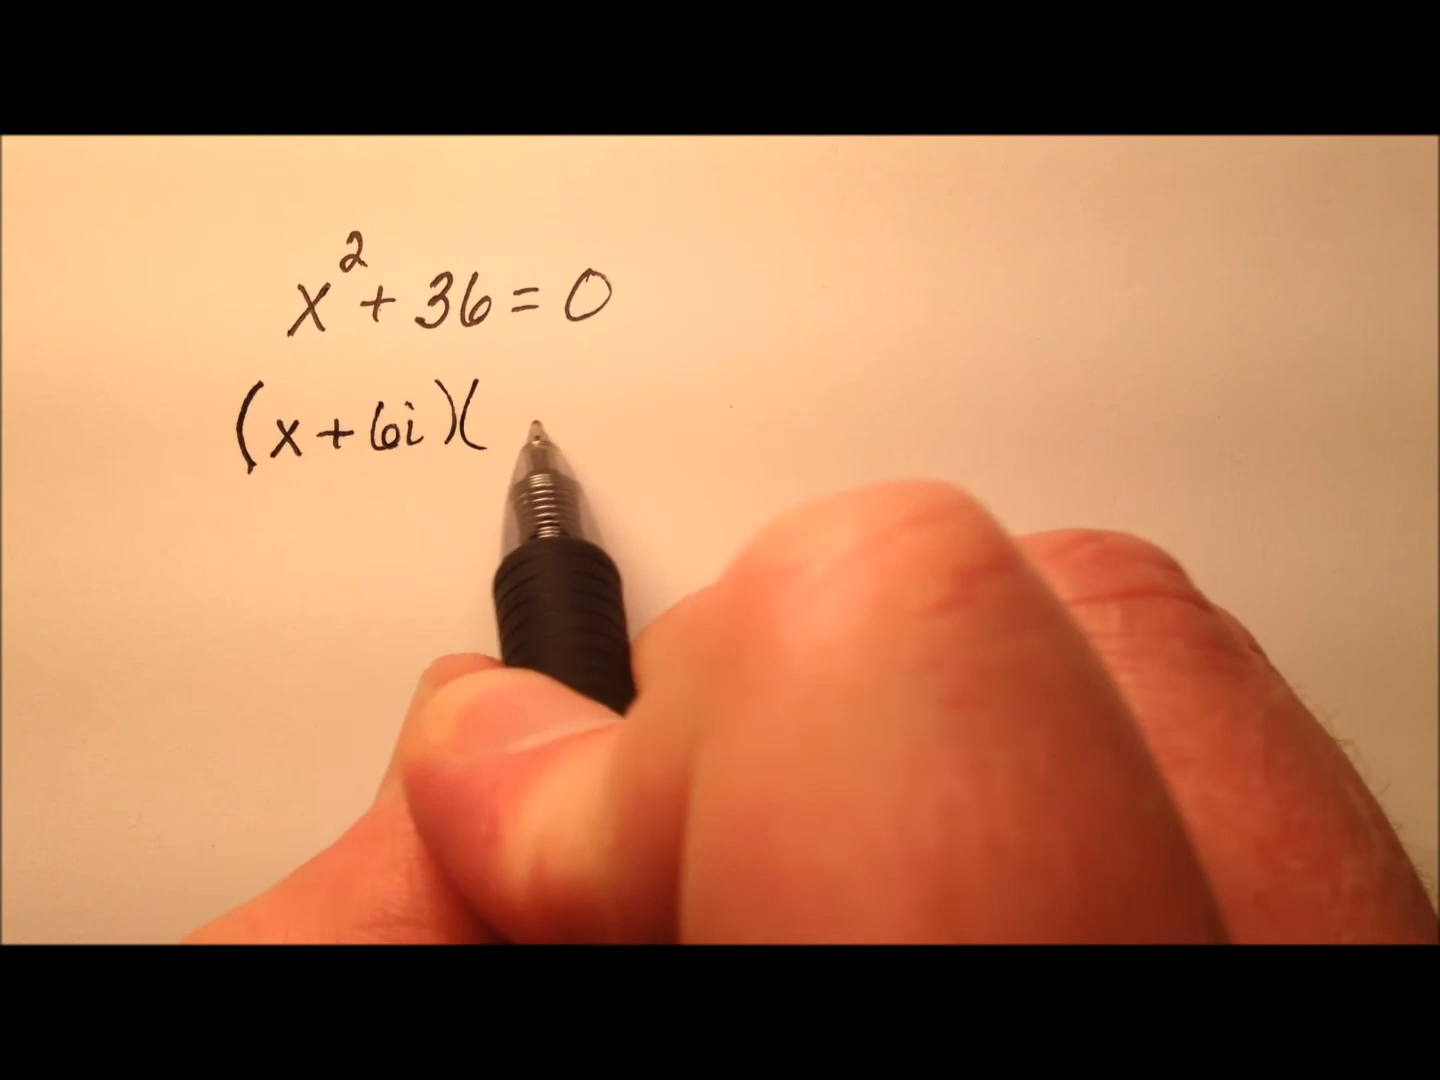 x² + 36 = 0
(x + 6i)(